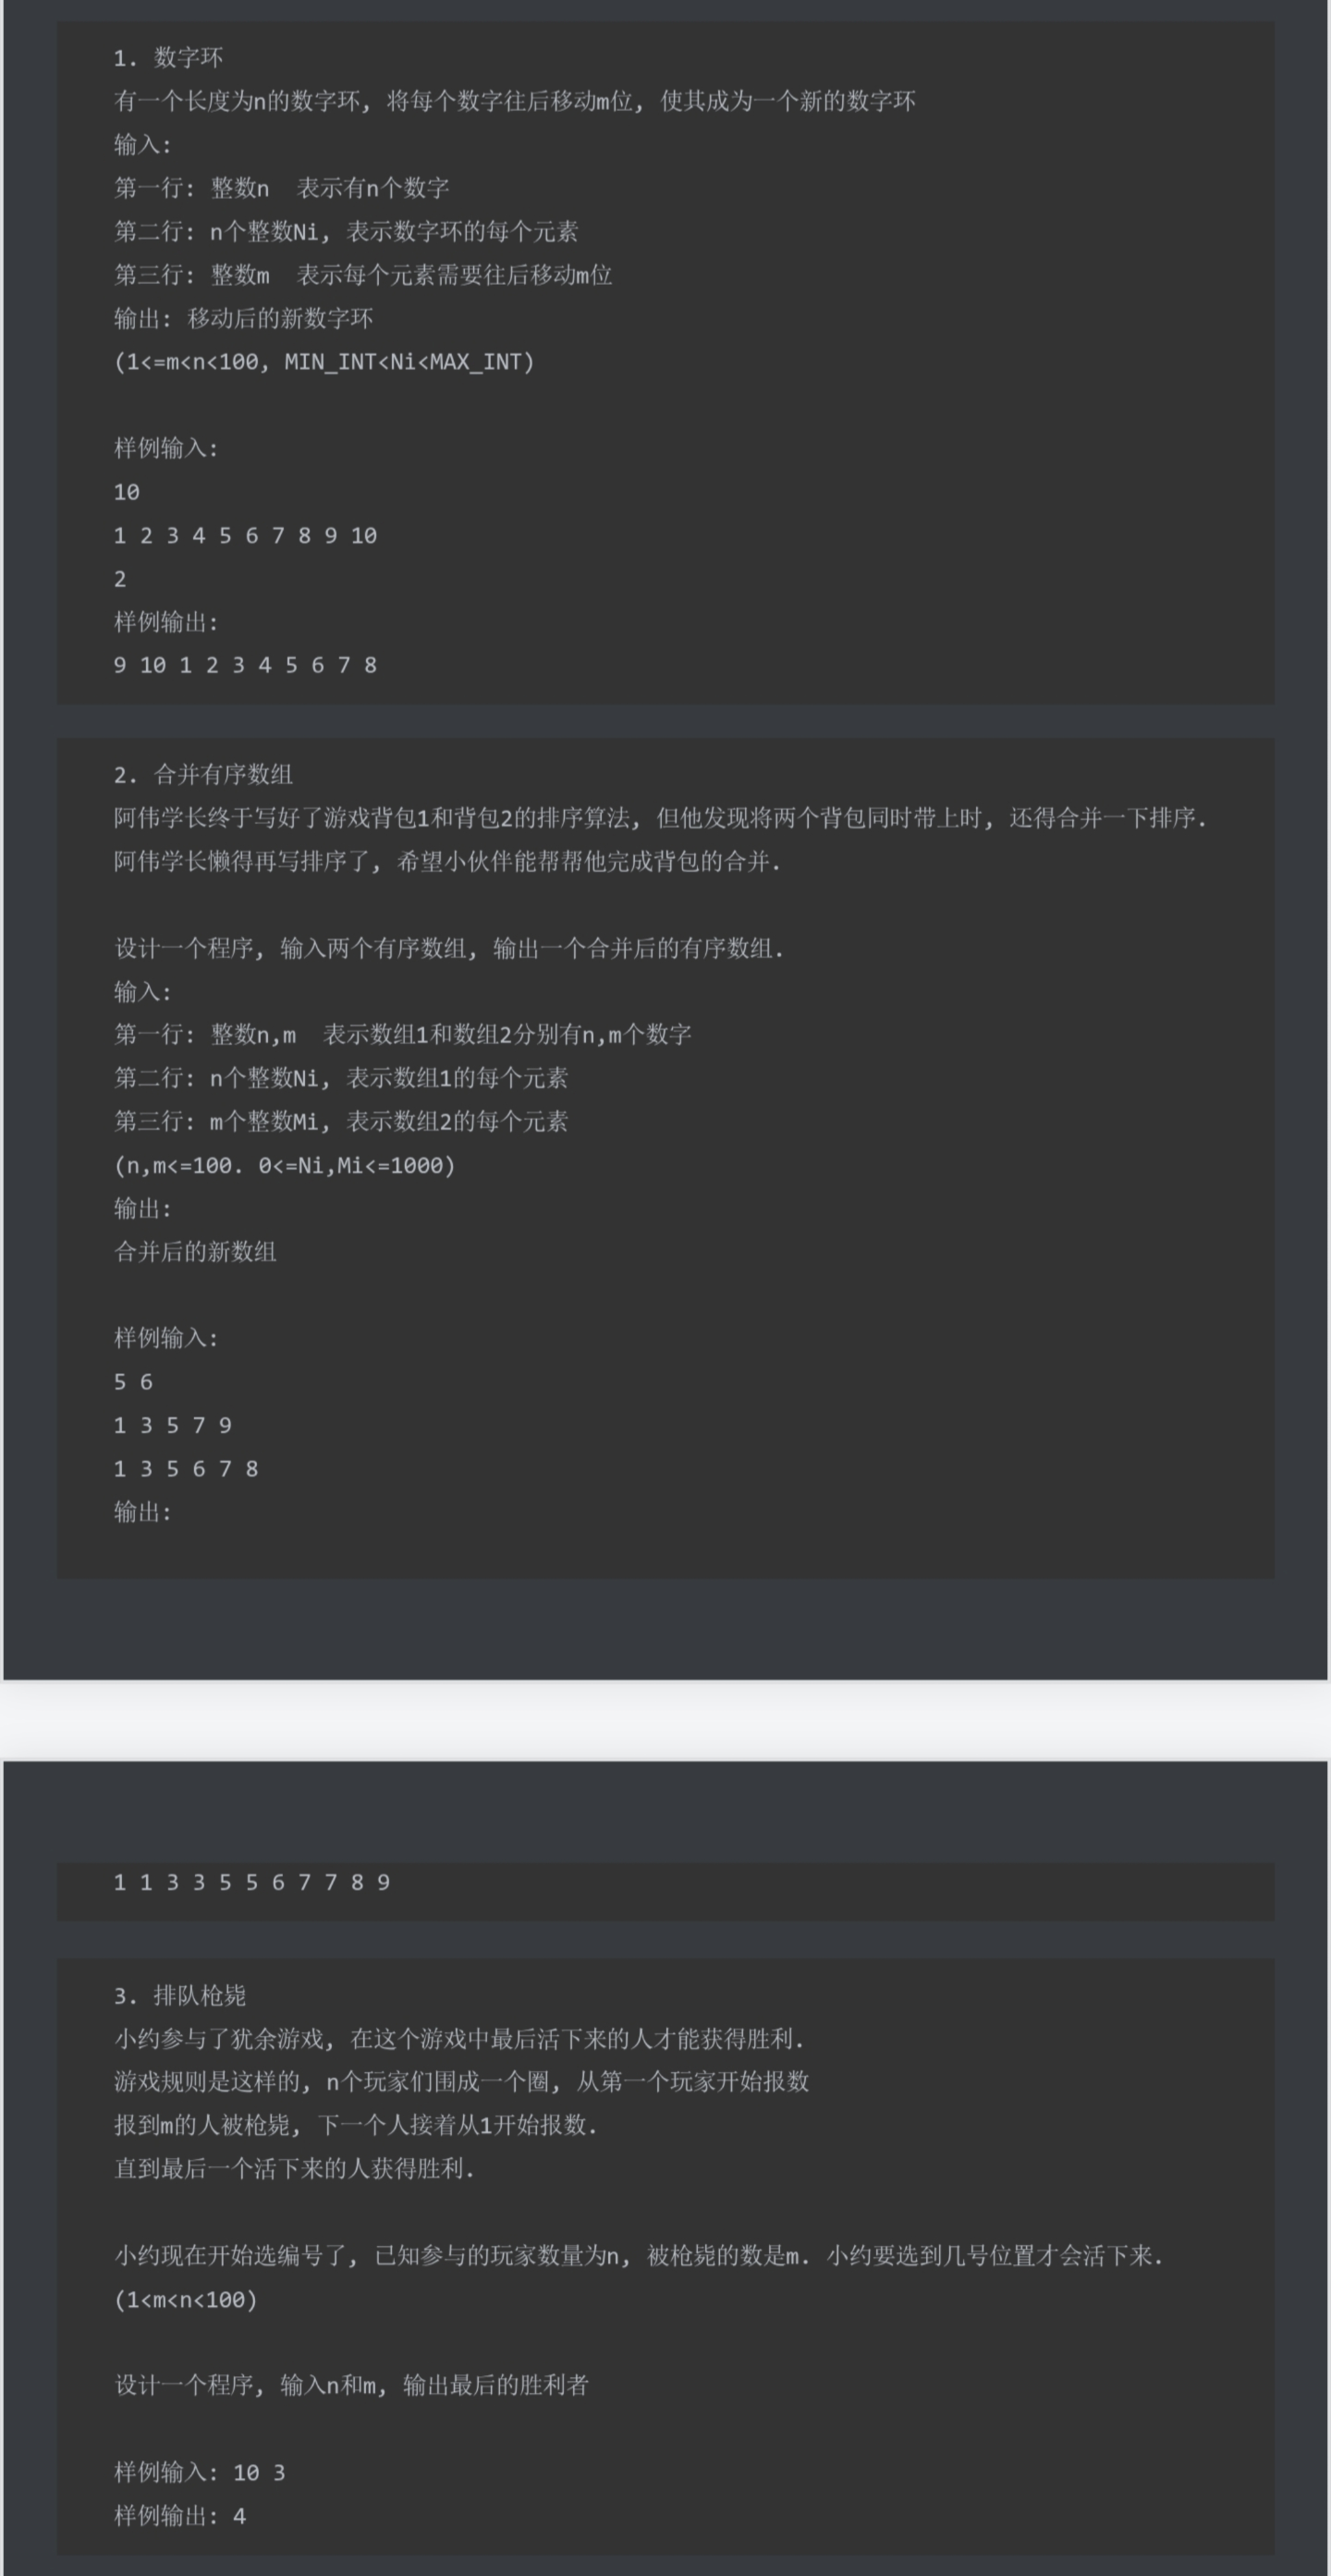 1. 数字环
有一个长度为n的数字环, 将每个数字往后移动m位, 使其成为一个新的数字环
输入:
第一行: 整数n  表示有n个数字
第二行: n个整数Ni, 表示数字环的每个元素
第三行: 整数m  表示每个元素需要往后移动m位
输出: 移动后的新数字环
(1<=m<n<100, MIN_INT<Ni<MAX_INT)
样例输入:
10
1 2 3 4 5 6 7 8 9 10
2
样例输出:
9 10 1 2 3 4 5 6 7 8
2. 合并有序数组
阿伟学长终于写好了游戏背包1和背包2的排序算法, 但他发现将两个背包同时带上时, 还得合并一下排序.
阿伟学长懒得再写排序了, 希望小伙伴能帮帮他完成背包的合并.
设计一个程序, 输入两个有序数组, 输出一个合并后的有序数组.
输入:
第一行: 整数n,m  表示数组1和数组2分别有n,m个数字
第二行: n个整数Ni, 表示数组1的每个元素
第三行: m个整数Mi, 表示数组2的每个元素
(n,m<=100. 0<=Ni,Mi<=1000)
输出:
合并后的新数组
样例输入:
5 6
1 3 5 7 9
1 3 5 6 7 8
输出:
1 1 3 3 5 5 6 7 7 8 9
3. 排队枪毙
小约参与了犹余游戏, 在这个游戏中最后活下来的人才能获得胜利.
游戏规则是这样的, n个玩家们围成一个圈, 从第一个玩家开始报数
报到m的人被枪毙, 下一个人接着从1开始报数.
直到最后一个活下来的人获得胜利.
小约现在开始选编号了, 已知参与的玩家数量为n, 被枪毙的数是m. 小约要选到几号位置才会活下来.
(1<m<n<100)
设计一个程序, 输入n和m, 输出最后的胜利者
样例输入: 10 3
样例输出: 4